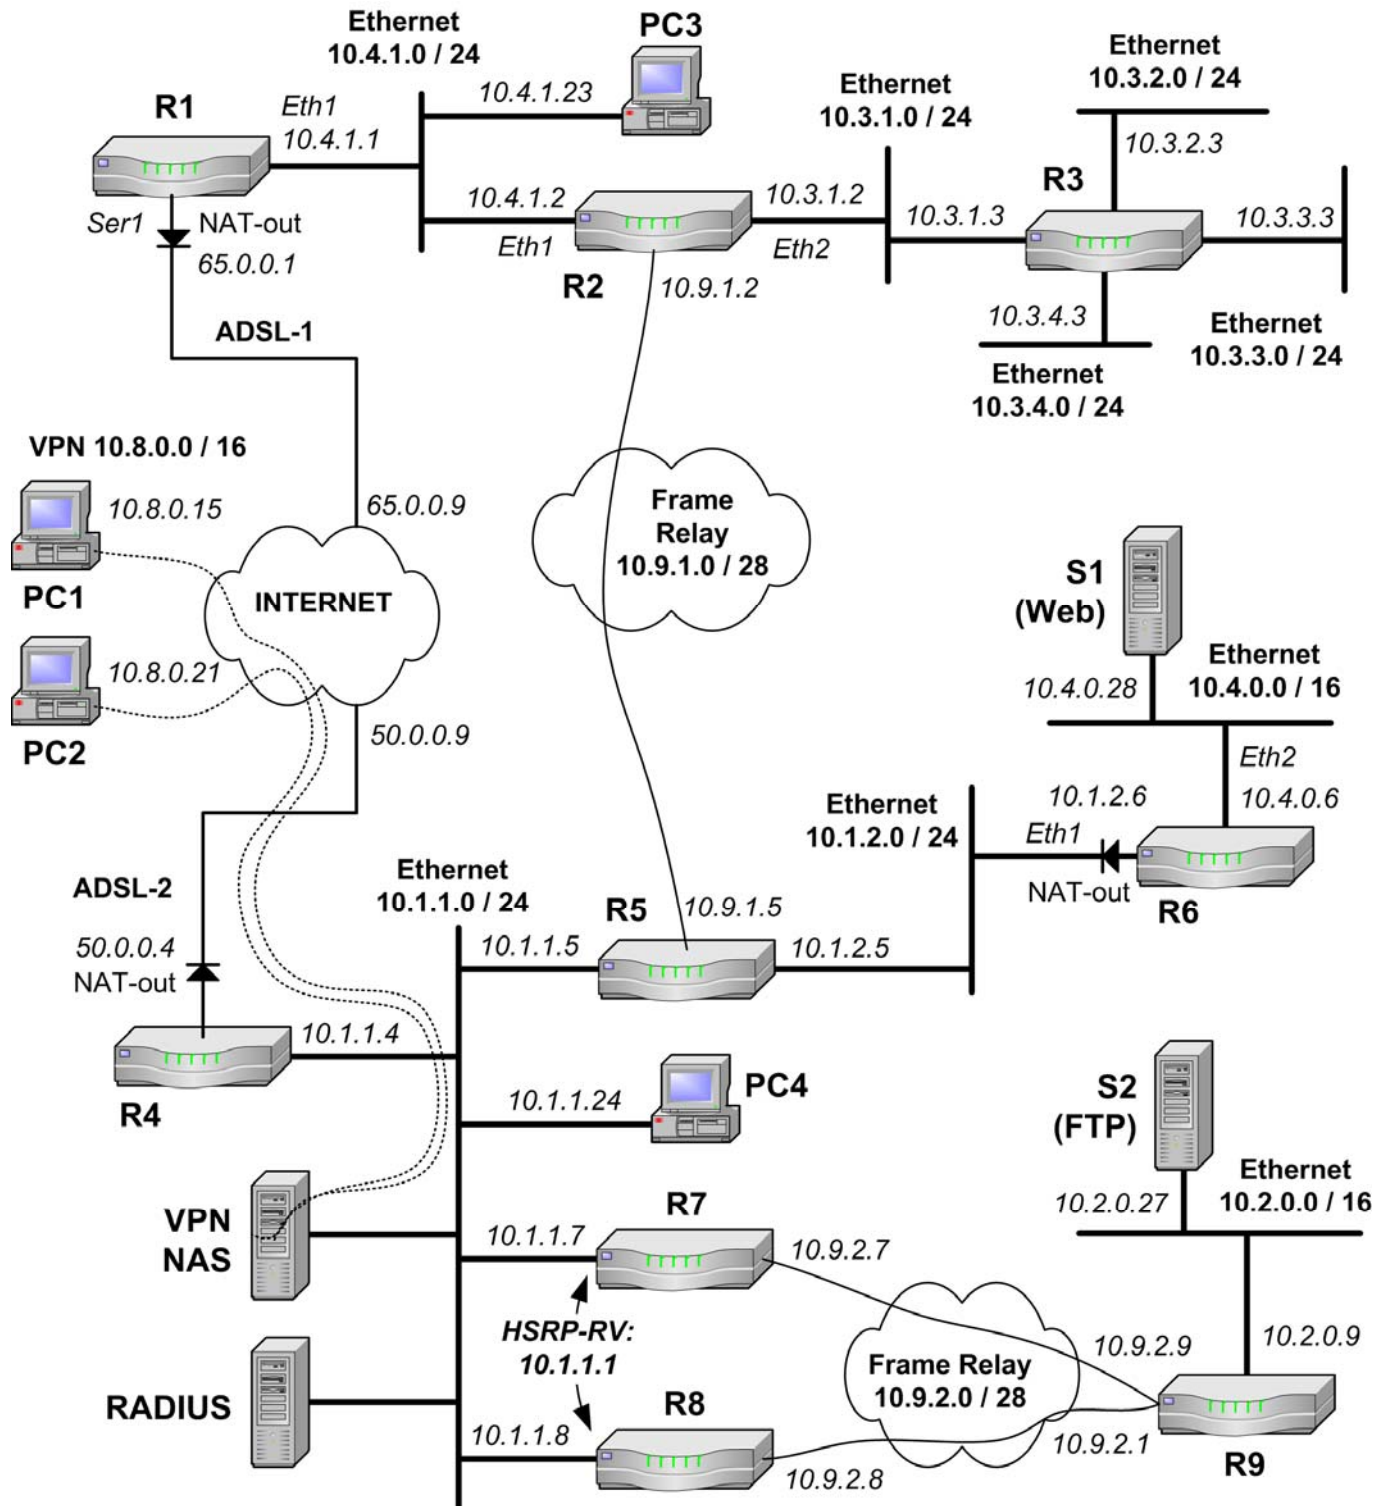 Ethernet
10.4.1.0 / 24
PC3
10.4.1.23
Ethernet
10.3.2.0 / 24
Ethernet
10.3.1.0 / 24
R1
Eth1
10.4.1.1
10.3.2.3
R3
10.4.1.2
10.3.1.2
10.3.1.3
10.3.3.3
Ser1
NAT-out
65.0.0.1
Eth1
Eth2
R2
10.9.1.2
10.3.4.3
ADSL-1
Ethernet
10.3.3.0 / 24
Ethernet
10.3.4.0 / 24
VPN 10.8.0.0 / 16
10.8.0.15
65.0.0.9
PC1
INTERNET
Frame
Relay
10.9.1.0 / 28
S1
(Web)
10.8.0.21
PC2
50.0.0.9
10.4.0.28
Ethernet
10.4.0.0 / 16
Eth2
10.4.0.6
Ethernet
10.1.2.0 / 24
10.1.2.6
Eth1
NAT-out
R6
ADSL-2
Ethernet
10.1.1.0 / 24
50.0.0.4
NAT-out
R5
10.9.1.5
10.1.1.5
10.1.2.5
10.1.1.4
R4
10.1.1.24
PC4
S2
(FTP)
VPN
NAS
10.1.1.7
R7
10.9.2.7
10.2.0.27
Ethernet
10.2.0.0 / 16
HSRP-RV:
10.1.1.1
10.9.2.9
10.2.0.9
Frame Relay
10.9.2.0 / 28
RADIUS
10.1.1.8
R8
10.9.2.8
10.9.2.1
R9